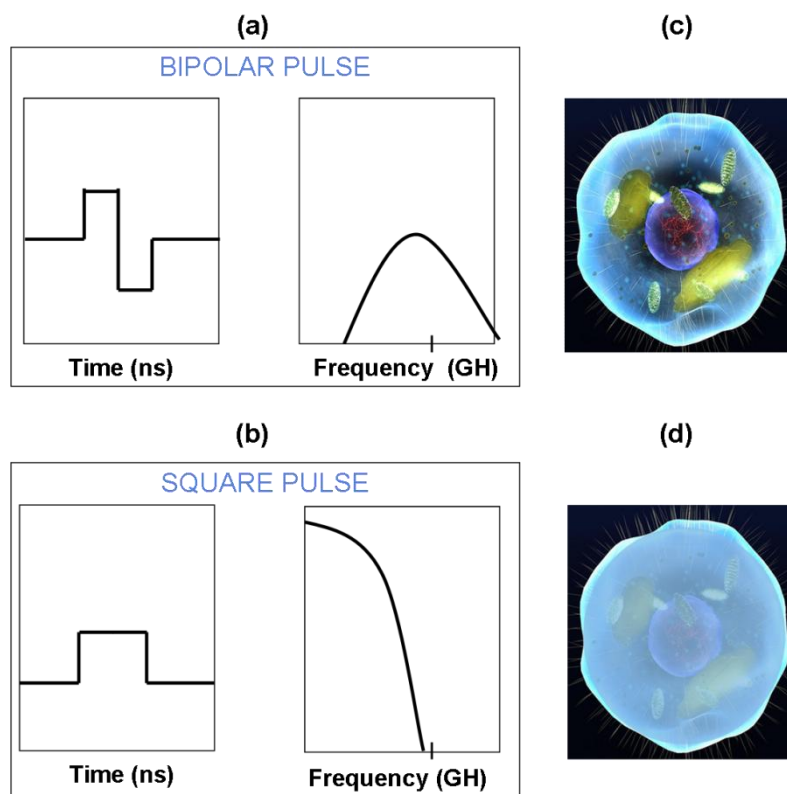 (a)
(c)
BIPOLAR PULSE
Time (ns)
Frequency (GH)
(b)
(d)
SQUARE PULSE
Time (ns)
Frequency (GH)